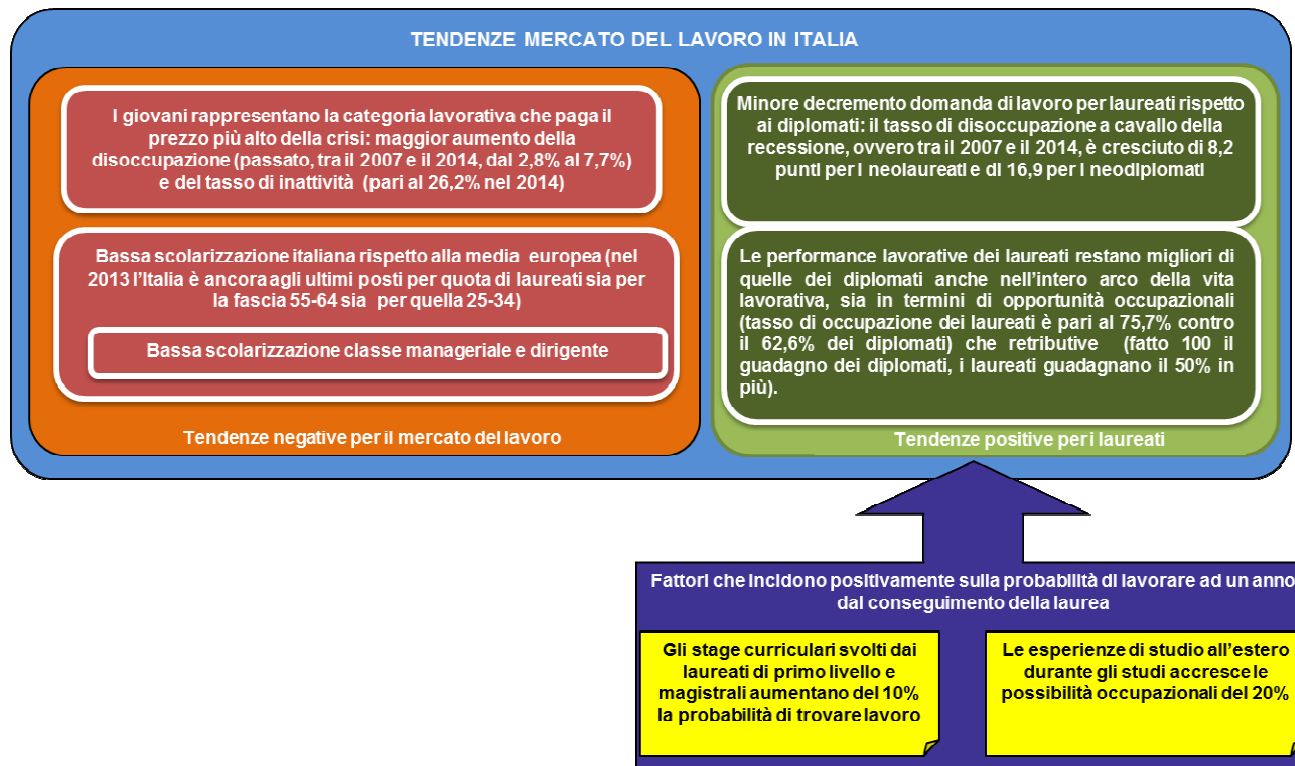 TENDENZE MERCATO DEL LAVORO IN ITALIA
I giovani rappresentano la categoria lavorativa che paga il
prezzo più alto della crisi: maggior aumento della
disoccupazione (passato, tra il 2007 e il 2014, dal 2,8% al 7,7%)
e del tasso di inattività (pari al 26,2% nel 2014)
Bassa scolarizzazione italiana rispetto alla media europea (nel
2013 l'Italia è ancora agli ultimi posti per quota di laureati sia per
la fascia 55-64 sia per quella 25-34)
Bassa scolarizzazione classe manageriale e dirigente
Tendenze negative per il mercato del lavoro
Minore decremento domanda di lavoro per laureati rispetto
ai diplomati: il tasso di disoccupazione a cavallo della
recessione, ovvero tra il 2007 e il 2014, è cresciuto di 8,2
punti per i neolaureati e di 16,9 per i neodiplomati
Le performance lavorative dei laureati restano migliori di
quelle dei diplomati anche nell'intero arco della vita
lavorativa, sia in termini di opportunità occupazionali
(tasso di occupazione dei laureati è pari al 75,7% contro
il 62,6% dei diplomati) che retributive (fatto 100 il
guadagno dei diplomati, i laureati guadagnano il 50% in
più).
Tendenze positive per i laureati
Fattori che incidono positivamente sulla probabilità di lavorare ad un anno
dal conseguimento della laurea
Gli stage curriculari svolti dai
laureati di primo livello e
magistrali aumentano del 10%
la probabilità di trovare lavoro
Le esperienze di studio all'estero
durante gli studi accresce le
possibilità occupazionali del 20%